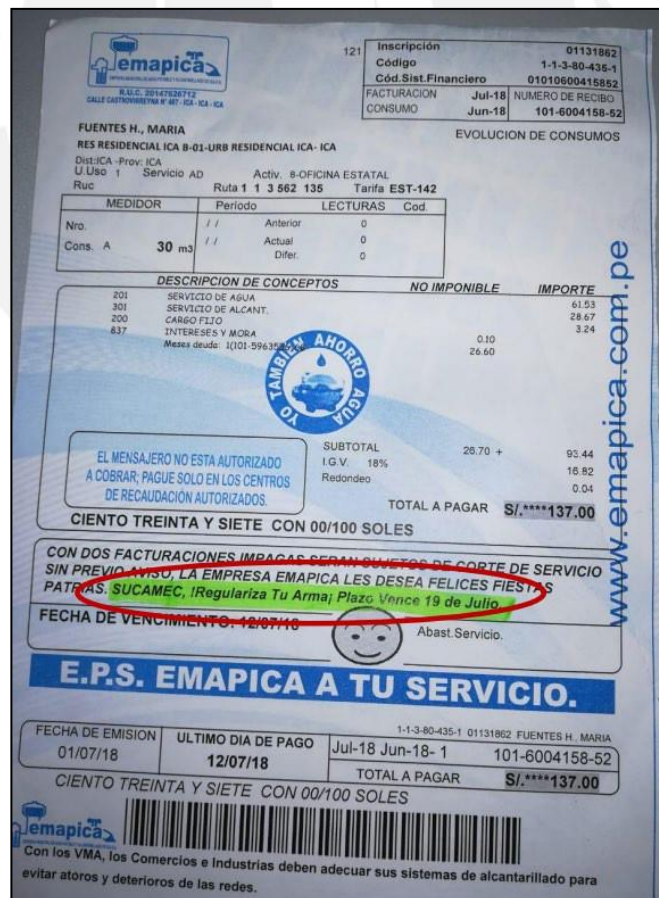 emapica
R.U.C. 20147626712
CALLE CASTROVIRREYNA N° 487 - ICA - ICA - ICA
121
Inscripción 01131862
Código 1-1-3-80-435-1
Cód.Sist.Financiero 01010600415852
FACTURACION Jul-18 NUMERO DE RECIBO
CONSUMO Jun-18 101-6004158-52
FUENTES H., MARIA
EVOLUCION DE CONSUMOS
RES RESIDENCIAL ICA B-01-URB RESIDENCIAL ICA- ICA
Dist:ICA -Prov: ICA
U.Uso 1 Servicio AD Activ. 8-OFICINA ESTATAL
Ruc Ruta 1 1 3 562 135 Tarifa EST-142
MEDIDOR Período LECTURAS Cod.
Nro. / / Anterior 0
Cons. A 30 m3 / / Actual 0
Difer. 0
DESCRIPCION DE CONCEPTOS NO IMPONIBLE IMPORTE
201 SERVICIO DE AGUA 61.53
301 SERVICIO DE ALCANT. 28.67
200 CARGO FIJO 3.24
837 INTERESES Y MORA 0.10
Meses deuda: 26.60
YO TAMBIÉN AHORRO AGUA
www.emapica.com.pe
EL MENSAJERO NO ESTA AUTORIZADO
A COBRAR; PAGUE SOLO EN LOS CENTROS
DE RECAUDACIÓN AUTORIZADOS.
SUBTOTAL 26.70 + 93.44
I.G.V. 18% 16.82
Redondeo 0.04
TOTAL A PAGAR S/.****137.00
CIENTO TREINTA Y SIETE CON 00/100 SOLES
CON DOS FACTURACIONES IMPAGAS SERAN SUJETOS DE CORTE DE SERVICIO
SIN PREVIO AVISO, LA EMPRESA EMAPICA LES DESEA FELICES FIESTAS
PATRIAS. SUCAMEC, !Regulariza Tu Arma¡ Plazo Vence 19 de Julio.
FECHA DE VENCIMIENTO: 12/07/18
Abast.Servicio.
E.P.S. EMAPICA A TU SERVICIO.
1-1-3-80-435-1 01131862 FUENTES H., MARIA
FECHA DE EMISION ULTIMO DIA DE PAGO Jul-18 Jun-18- 1 101-6004158-52
01/07/18 12/07/18 TOTAL A PAGAR S/.****137.00
CIENTO TREINTA Y SIETE CON 00/100 SOLES
emapica
Con los VMA, los Comercios e Industrias deben adecuar sus sistemas de alcantarillado para
evitar atoros y deterioros de las redes.